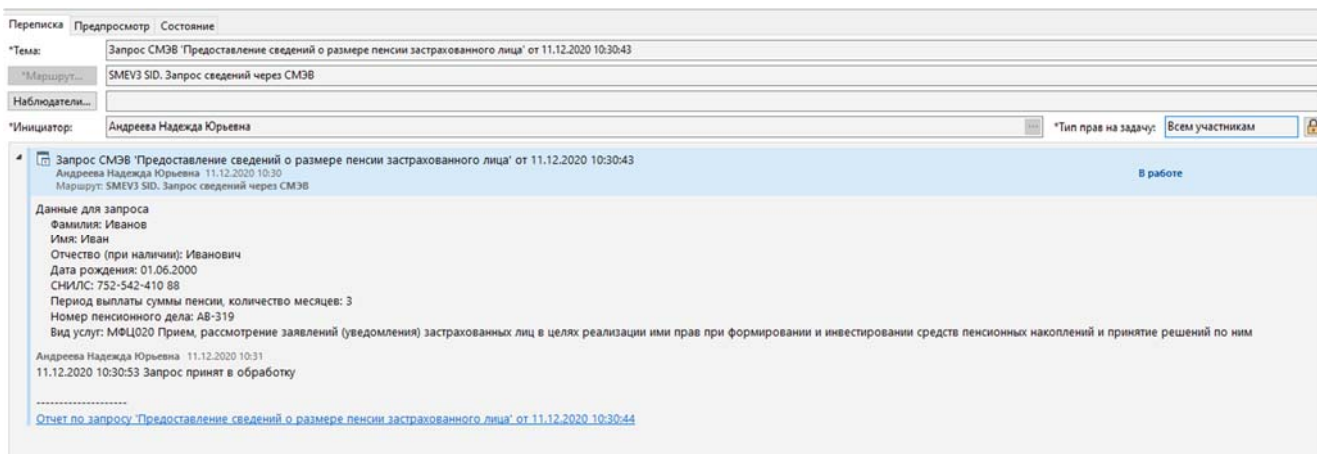 Переписка Предпросмотр Состояние
*Тема: Запрос СМЭВ 'Предоставление сведений о размере пенсии застрахованного лица' от 11.12.2020 10:30:43
*Маршрут... SMEV3 SID. Запрос сведений через СМЭВ
Наблюдатели...
*Инициатор: Андреева Надежда Юрьевна ... *Тип прав на задачу: Всем участникам
Запрос СМЭВ 'Предоставление сведений о размере пенсии застрахованного лица' от 11.12.2020 10:30:43
Андреева Надежда Юрьевна 11.12.2020 10:30 В работе
Маршрут: SMEV3 SID. Запрос сведений через СМЭВ
Данные для запроса
Фамилия: Иванов
Имя: Иван
Отчество (при наличии): Иванович
Дата рождения: 01.06.2000
СНИЛС: 752-542-410 88
Период выплаты суммы пенсии, количество месяцев: 3
Номер пенсионного дела: АВ-319
Вид услуг: МФЦ020 Прием, рассмотрение заявлений (уведомления) застрахованных лиц в целях реализации ими прав при формировании и инвестировании средств пенсионных накоплений и принятие решений по ним
Андреева Надежда Юрьевна 11.12.2020 10:31
11.12.2020 10:30:53 Запрос принят в обработку
--------------------
Отчет по запросу 'Предоставление сведений о размере пенсии застрахованного лица' от 11.12.2020 10:30:44